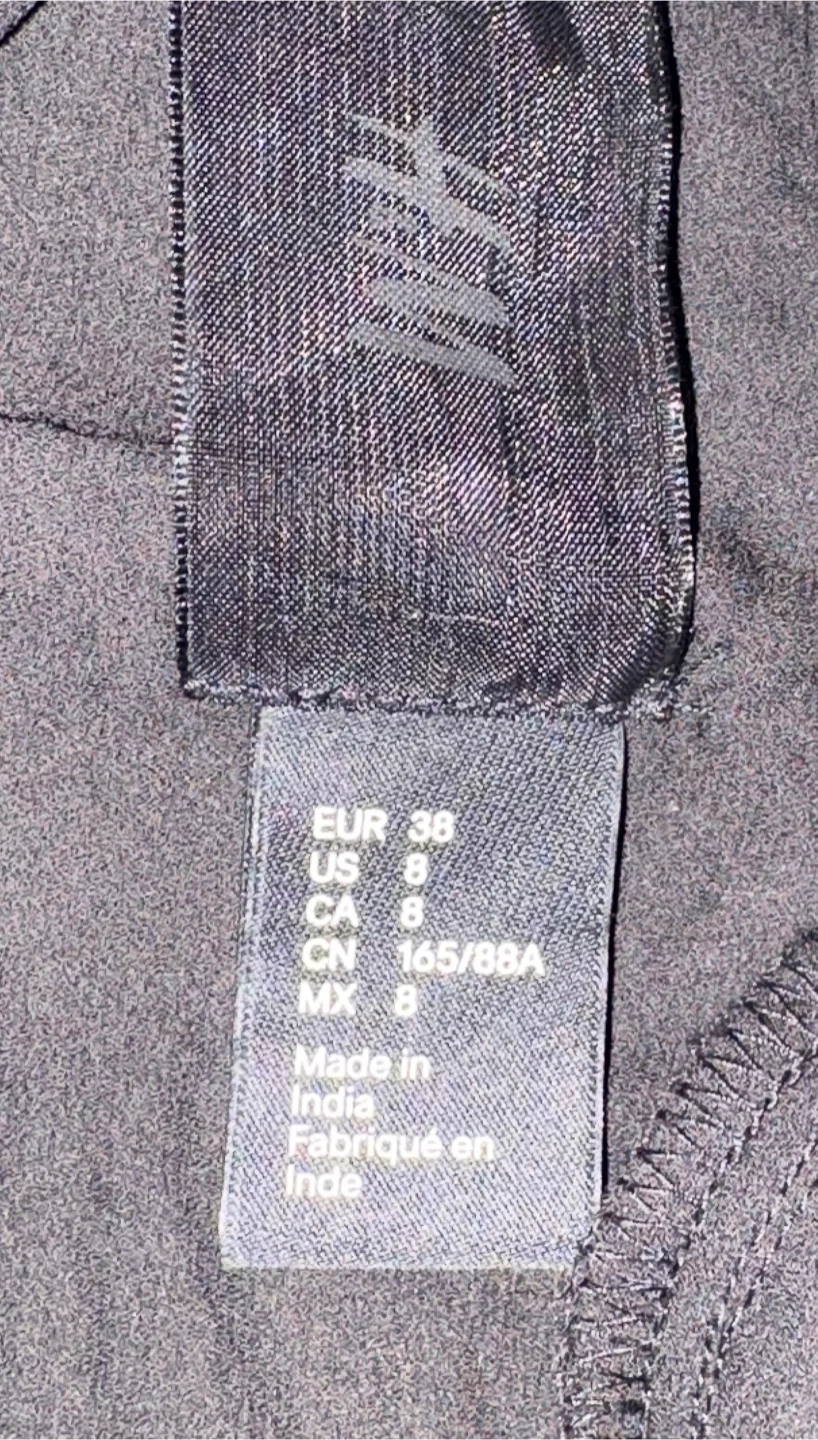 EUR 38
US 8
CA 8
CN 165/88A
MX 8
Made in
India
Fabriqué en
Inde